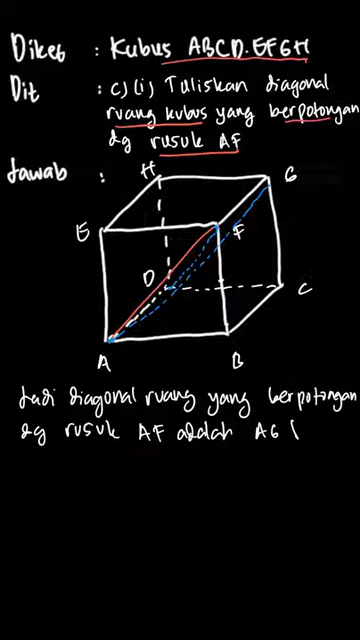 Diket : Kubus ABCD.EFGH
Dit : c) (i) Tuliskan diagonal
ruang kubus yang berpotongan
dg rusuk AF
Jawab :
H
G
E
F
D
C
A
B
Jadi diagonal ruang yang berpotongan
dg rusuk AF adalah AG (